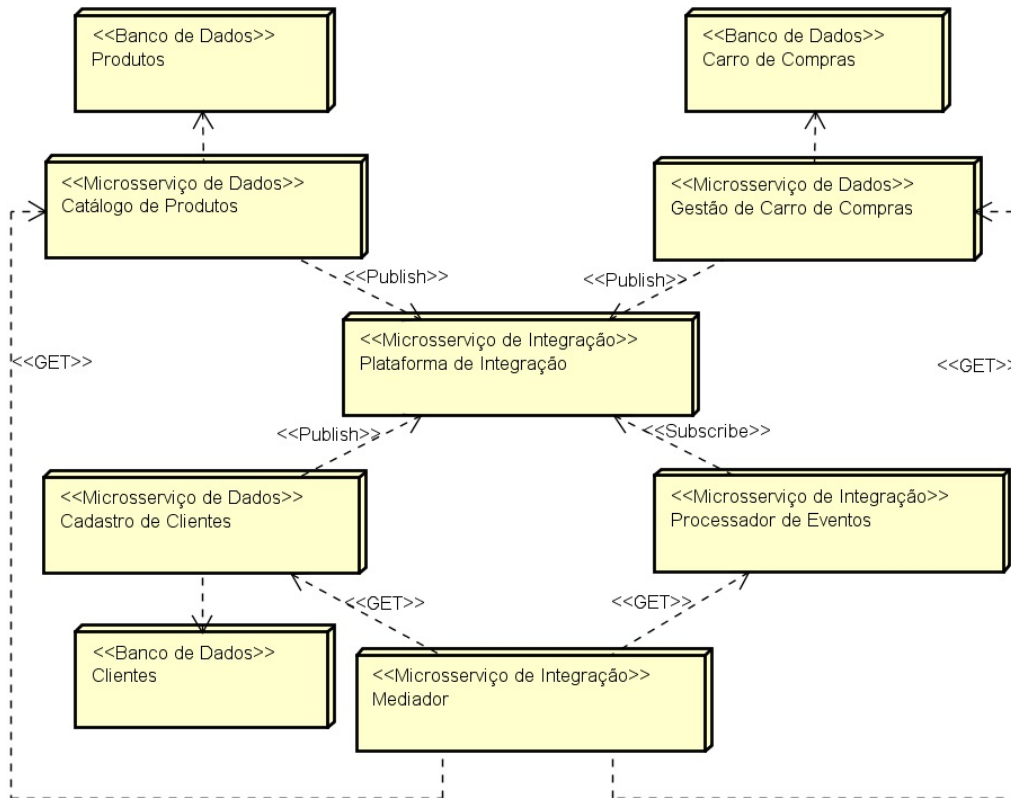 <<Banco de Dados>>
Produtos
<<Banco de Dados>>
Carro de Compras
<<Microsserviço de Dados>>
Catálogo de Produtos
<<Microsserviço de Dados>>
Gestão de Carro de Compras
<<Publish>>
<<Publish>>
<<Microsserviço de Integração>>
Plataforma de Integração
<<GET>>
<<GET>>
<<Publish>>
<<Subscribe>>
<<Microsserviço de Dados>>
Cadastro de Clientes
<<Microsserviço de Integração>>
Processador de Eventos
<<GET>>
<<GET>>
<<Banco de Dados>>
Clientes
<<Microsserviço de Integração>>
Mediador